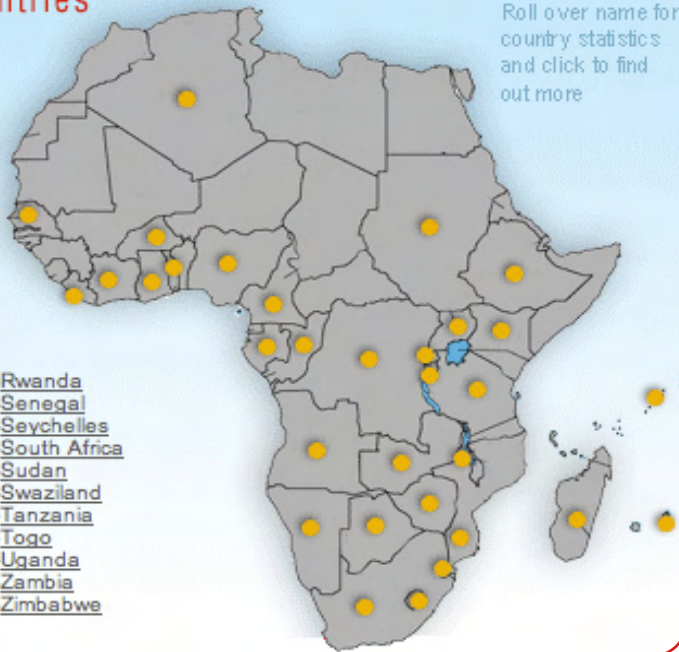 Roll over name for
country statistics
and click to find
out more
Rwanda
Senegal
Seychelles
South Africa
Sudan
Swaziland
Tanzania
Togo
Uganda
Zambia
Zimbabwe